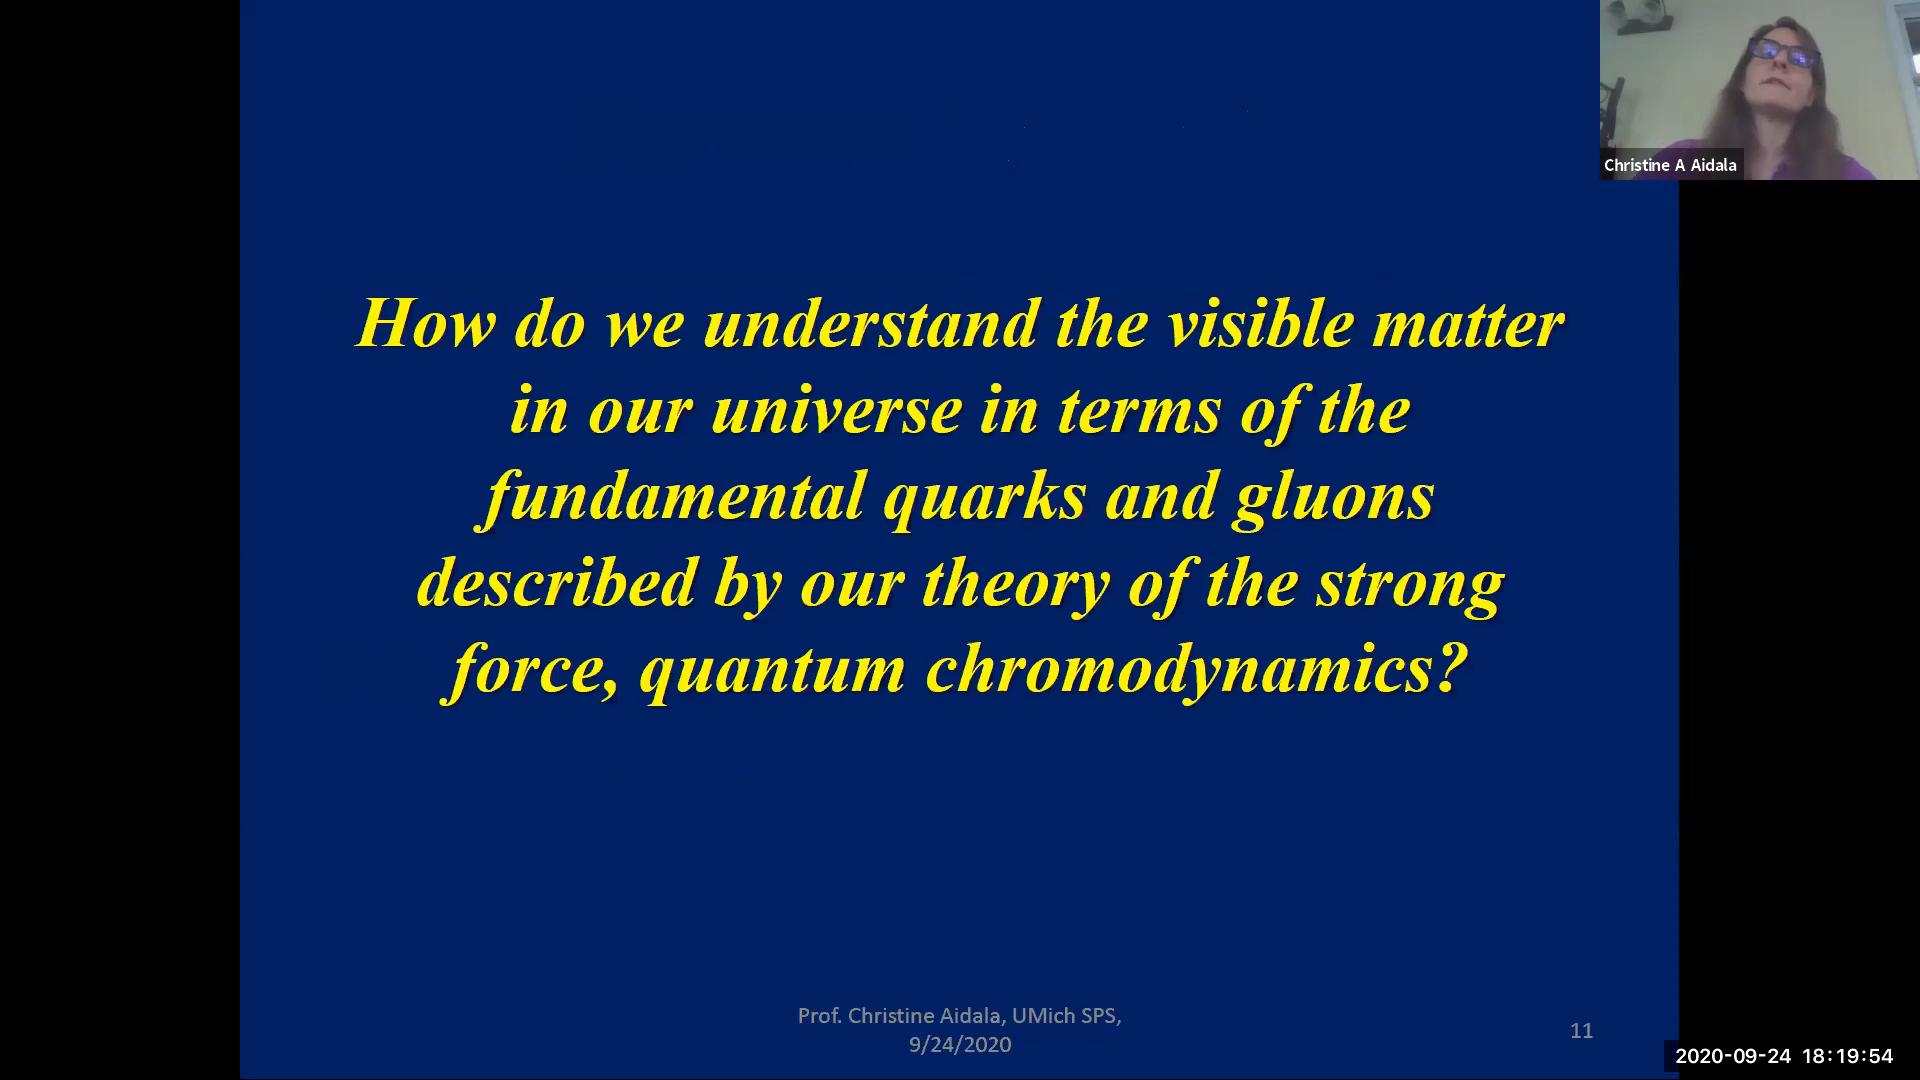 Christine A Aidala
How do we understand the visible matter
in our universe in terms of the
fundamental quarks and gluons
described by our theory of the strong
force, quantum chromodynamics?
Prof. Christine Aidala, UMich SPS,
9/24/2020
11
2020-09-24 18:19:54